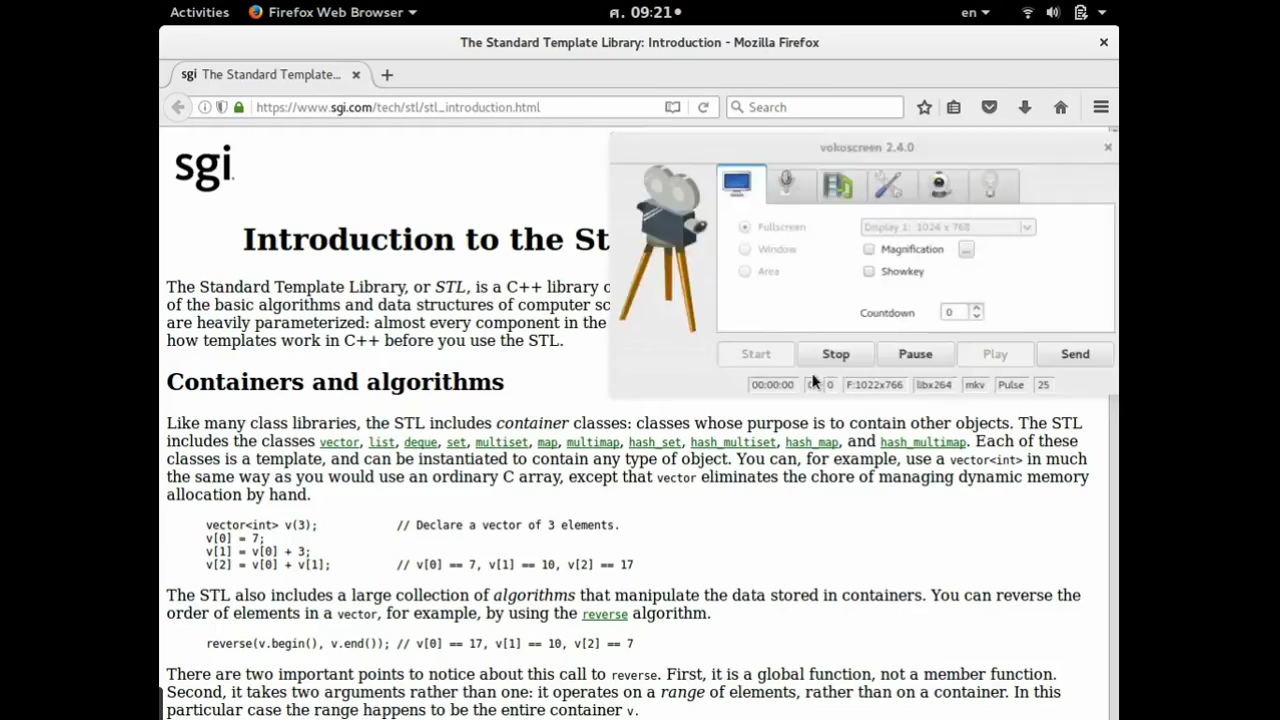 Activities Firefox Web Browser ศ. 09:21 en
The Standard Template Library: Introduction - Mozilla Firefox
sgi The Standard Template...
https://www.sgi.com/tech/stl/stl_introduction.html Search
sgi
vokoscreen 2.4.0
Fullscreen Display 1: 1024 x 768
Window Magnification ...
Area Showkey
Countdown 0
Start Stop Pause Play Send
00:00:00 0 F:1022x766 libx264 mkv Pulse 25
Introduction to the St
The Standard Template Library, or STL, is a C++ library o
of the basic algorithms and data structures of computer sc
are heavily parameterized: almost every component in the
how templates work in C++ before you use the STL.
Containers and algorithms
Like many class libraries, the STL includes container classes: classes whose purpose is to contain other objects. The STL
includes the classes vector, list, deque, set, multiset, map, multimap, hash_set, hash_multiset, hash_map, and hash_multimap. Each of these
classes is a template, and can be instantiated to contain any type of object. You can, for example, use a vector<int> in much
the same way as you would use an ordinary C array, except that vector eliminates the chore of managing dynamic memory
allocation by hand.
vector<int> v(3); // Declare a vector of 3 elements.
v[0] = 7;
v[1] = v[0] + 3;
v[2] = v[0] + v[1]; // v[0] == 7, v[1] == 10, v[2] == 17
The STL also includes a large collection of algorithms that manipulate the data stored in containers. You can reverse the
order of elements in a vector, for example, by using the reverse algorithm.
reverse(v.begin(), v.end()); // v[0] == 17, v[1] == 10, v[2] == 7
There are two important points to notice about this call to reverse. First, it is a global function, not a member function.
Second, it takes two arguments rather than one: it operates on a range of elements, rather than on a container. In this
particular case the range happens to be the entire container v.